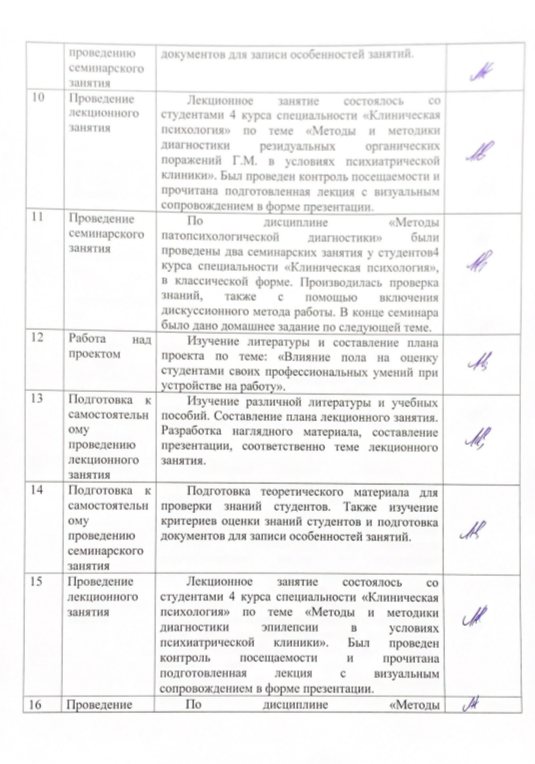 проведению
семинарского
занятия
документов для записи особенностей занятий.
10
Проведение
лекционного
занятия
Лекционное занятие состоялось со
студентами 4 курса специальности «Клиническая
психология» по теме «Методы и методики
диагностики резидуальных органических
поражений Г.М. в условиях психиатрической
клиники». Был проведен контроль посещаемости и
прочитана подготовленная лекция с визуальным
сопровождением в форме презентации.
11
Проведение
семинарского
занятия
По дисциплине «Методы
патопсихологической диагностики» были
проведены два семинарских занятия у студентов4
курса специальности «Клиническая психология»,
в классической форме. Производилась проверка
знаний, также с помощью включения
дискуссионного метода работы. В конце семинара
было дано домашнее задание по следующей теме.
12
Работа над
проектом
Изучение литературы и составление плана
проекта по теме: «Влияние пола на оценку
студентами своих профессиональных умений при
устройстве на работу».
13
Подготовка к
самостоятельн
ому
проведению
лекционного
занятия
Изучение различной литературы и учебных
пособий. Составление плана лекционного занятия.
Разработка наглядного материала, составление
презентации, соответственно теме лекционного
занятия.
14
Подготовка к
самостоятельн
ому
проведению
семинарского
занятия
Подготовка теоретического материала для
проверки знаний студентов. Также изучение
критериев оценки знаний студентов и подготовка
документов для записи особенностей занятий.
15
Проведение
лекционного
занятия
Лекционное занятие состоялось со
студентами 4 курса специальности «Клиническая
психология» по теме «Методы и методики
диагностики эпилепсии в условиях
психиатрической клиники». Был проведен
контроль посещаемости и прочитана
подготовленная лекция с визуальным
сопровождением в форме презентации.
16
Проведение
По дисциплине «Методы